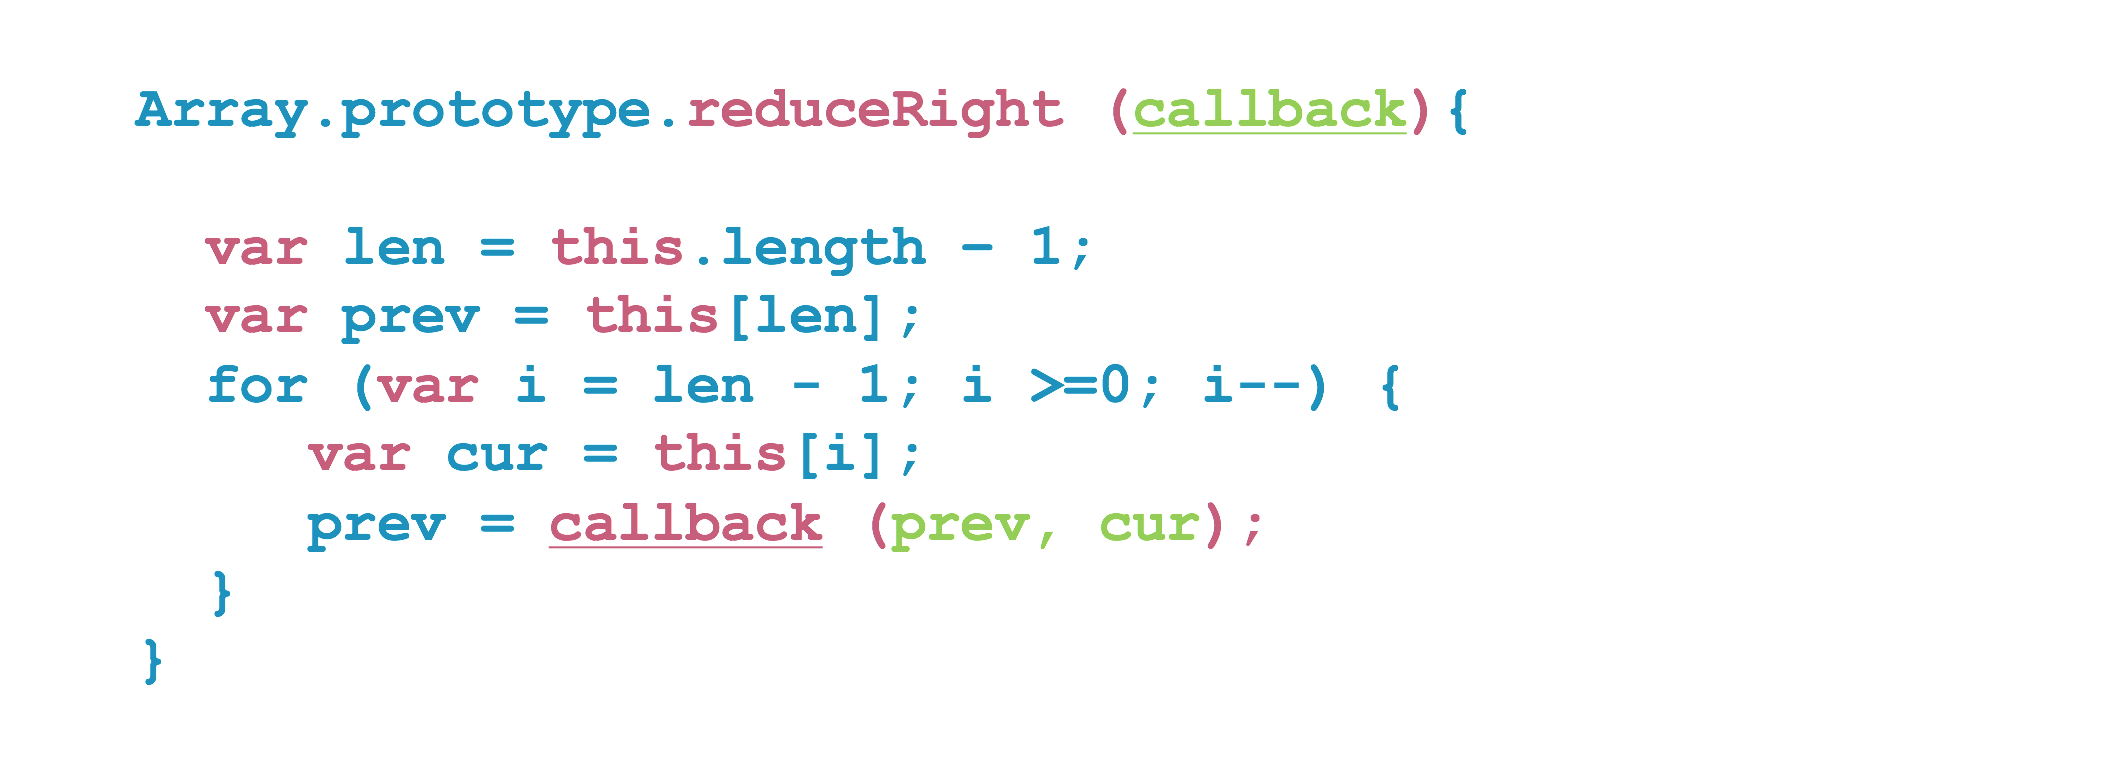 Array.prototype.reduceRight (callback){
var len = this.length - 1;
var prev = this[len];
for (var i = len - 1; i >=0; i--) {
var cur = this[i];
prev = callback (prev, cur);
}
}